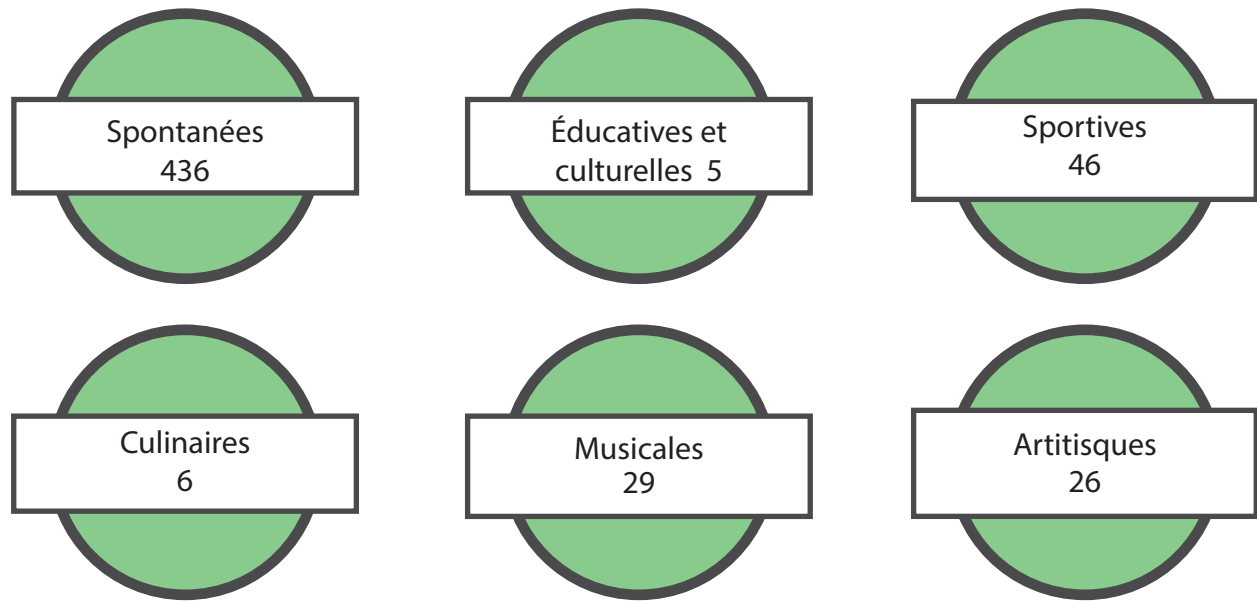 Spontanées
436
Éducatives et
culturelles 5
Sportives
46
Culinaires
6
Musicales
29
Artitisques
26